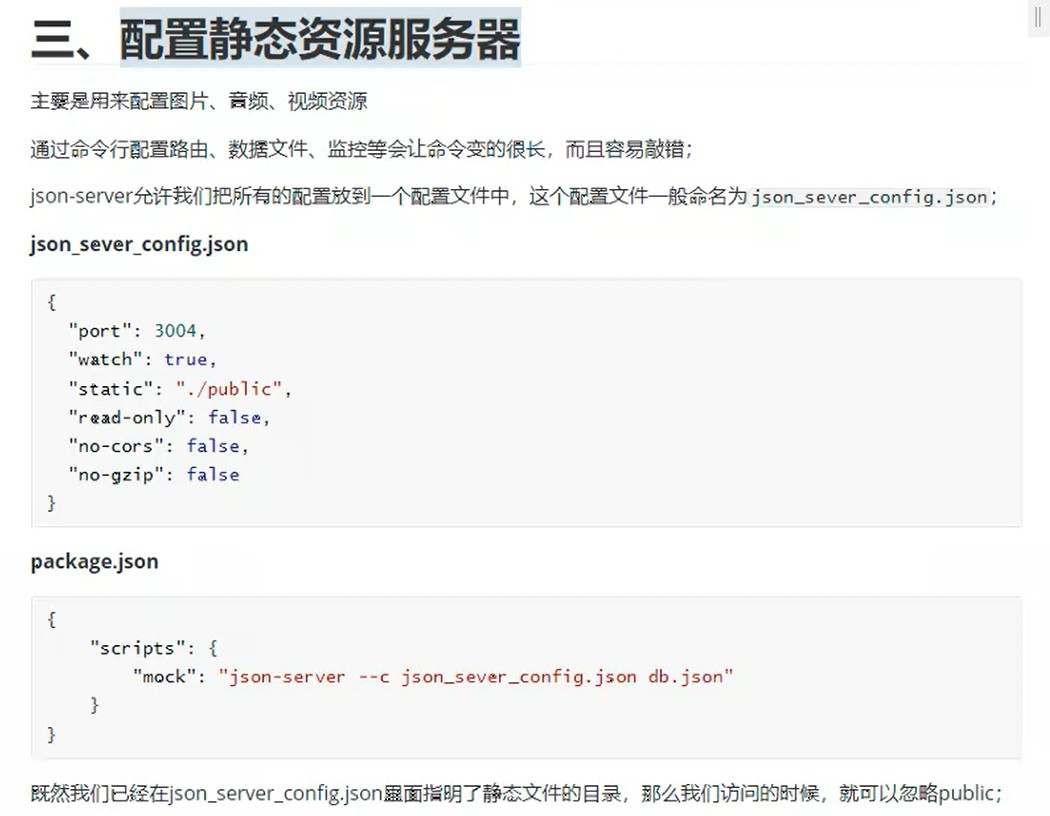 三、配置静态资源服务器
主要是用来配置图片、音频、视频资源
通过命令行配置路由、数据文件、监控等会让命令变的很长，而且容易敲错；
json-server允许我们把所有的配置放到一个配置文件中，这个配置文件一般命名为json_sever_config.json；
json_sever_config.json
{
  "port": 3004,
  "watch": true,
  "static": "./public",
  "read-only": false,
  "no-cors": false,
  "no-gzip": false
}
package.json
{
    "scripts": {
        "mock": "json-server --c json_sever_config.json db.json"
    }
}
既然我们已经在json_server_config.json里面指明了静态文件的目录，那么我们访问的时候，就可以忽略public；